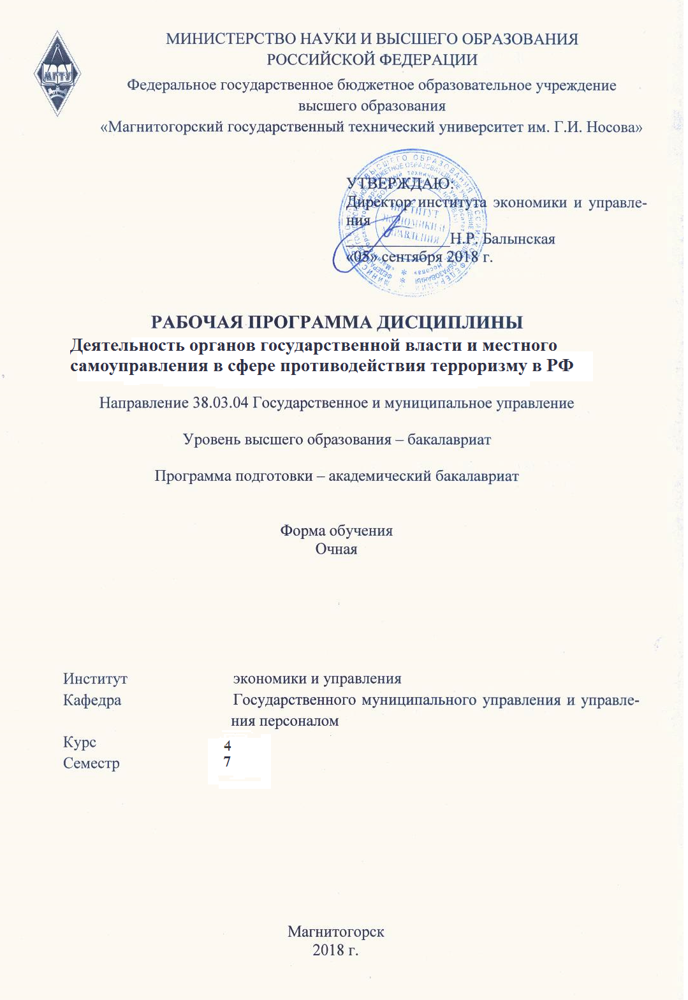 МИНИСТЕРСТВО НАУКИ И ВЫСШЕГО ОБРАЗОВАНИЯ
РОССИЙСКОЙ ФЕДЕРАЦИИ
Федеральное государственное бюджетное образовательное учреждение
высшего образования
«Магнитогорский государственный технический университет им. Г.И. Носова»
МГТУ
УТВЕРЖДАЮ:
Директор института экономики и управле-
ния
Н.Р. Балынская
«05» сентября 2018 г.
ИНСТИТУТ
ЭКОНОМИКИ И
УПРАВЛЕНИЯ
РАБОЧАЯ ПРОГРАММА ДИСЦИПЛИНЫ
Деятельность органов государственной власти и местного
самоуправления в сфере противодействия терроризму в РФ
Направление 38.03.04 Государственное и муниципальное управление
Уровень высшего образования – бакалавриат
Программа подготовки – академический бакалавриат
Форма обучения
Очная
Институт экономики и управления
Кафедра Государственного муниципального управления и управле-
ния персоналом
Курс 4
Семестр 7
Магнитогорск
2018 г.